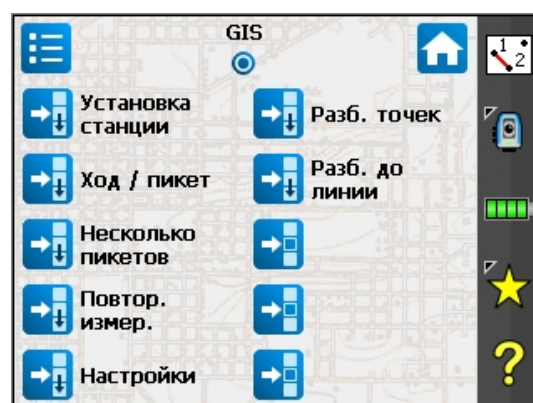 GIS
1
2
Установка
станции
Разб. точек
Ход / пикет
Разб. до
линии
Несколько
пикетов
Повтор.
измер.
Настройки
?